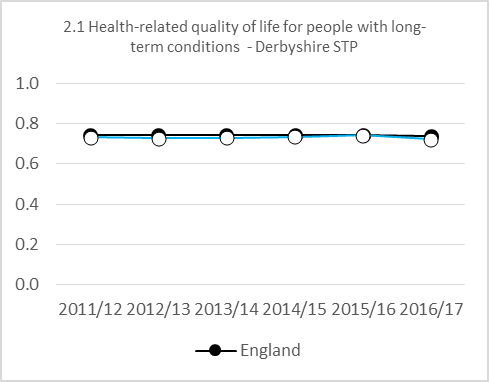 2.1 Health-related quality of life for people with long-
term conditions  - Derbyshire STP
1.0
0.8
0.6
0.4
0.2
0.0
2011/12 2012/13 2013/14 2014/15 2015/16 2016/17
England